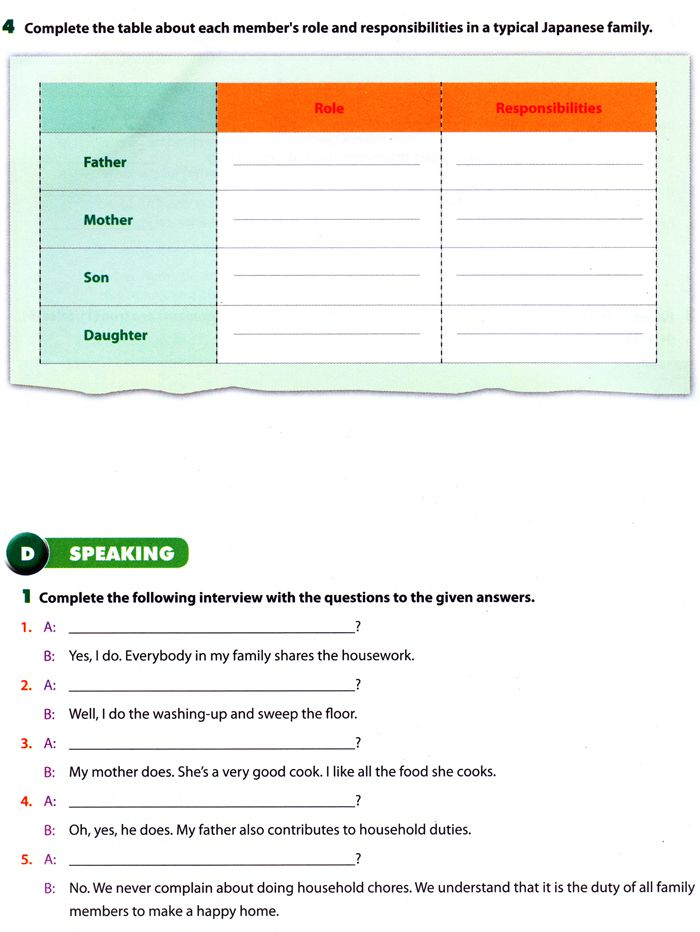 4 Complete the table about each member's role and responsibilities in a typical Japanese family.
Role Responsibilities
Father
Mother
Son
Daughter
D SPEAKING
1 Complete the following interview with the questions to the given answers.
1. A: ______________________________?
B: Yes, I do. Everybody in my family shares the housework.
2. A: ______________________________?
B: Well, I do the washing-up and sweep the floor.
3. A: ______________________________?
B: My mother does. She's a very good cook. I like all the food she cooks.
4. A: ______________________________?
B: Oh, yes, he does. My father also contributes to household duties.
5. A: ______________________________?
B: No. We never complain about doing household chores. We understand that it is the duty of all family
members to make a happy home.